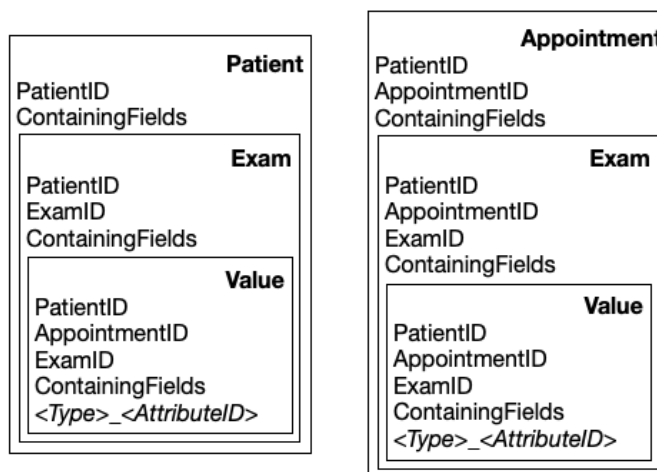 Patient
PatientID
ContainingFields
Exam
PatientID
ExamID
ContainingFields
Value
PatientID
AppointmentID
ExamID
ContainingFields
<Type>_<AttributeID>
Appointment
PatientID
AppointmentID
ContainingFields
Exam
PatientID
AppointmentID
ExamID
ContainingFields
Value
PatientID
AppointmentID
ExamID
ContainingFields
<Type>_<AttributeID>